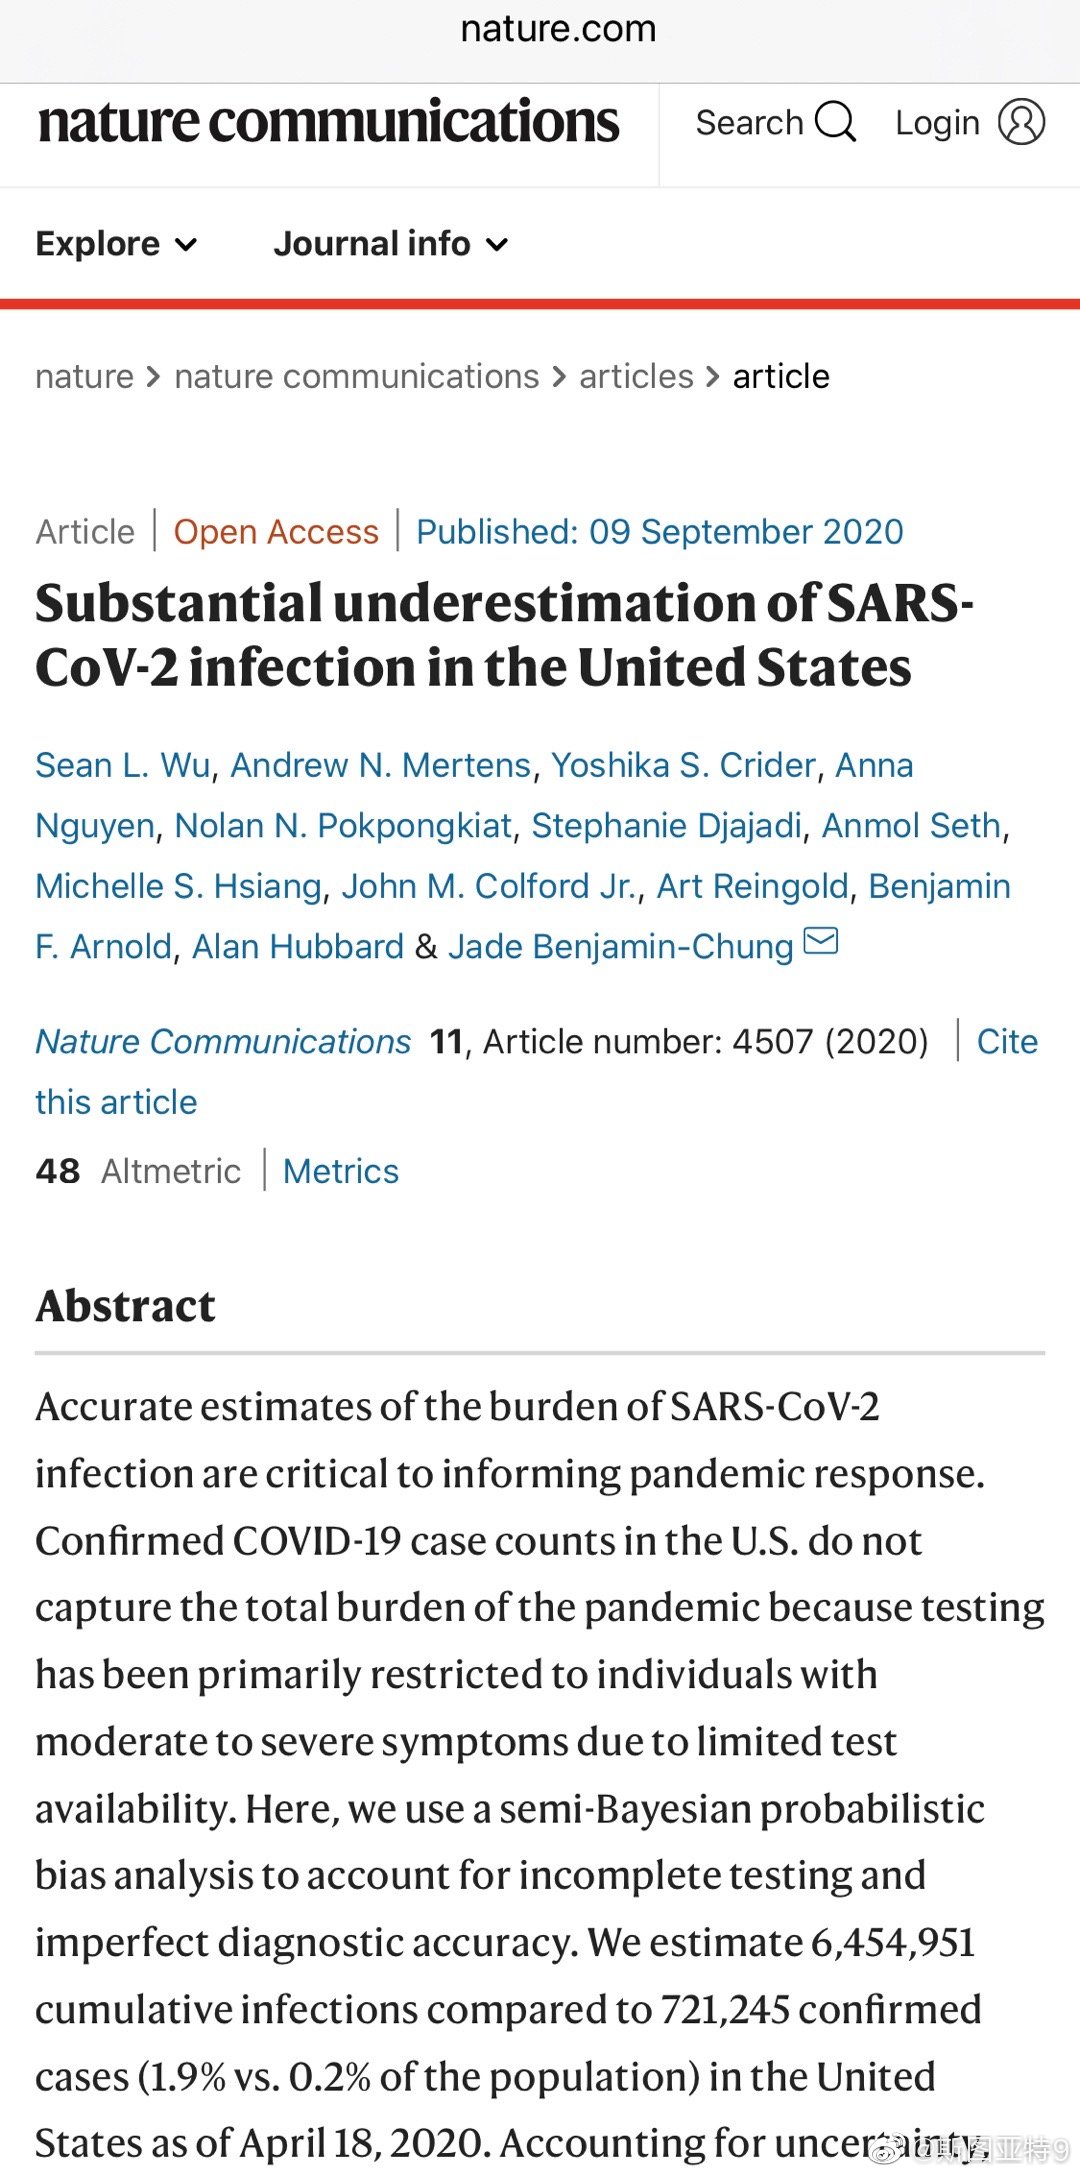 nature.com
nature communications
Search
Login
Explore
Journal info
nature > nature communications > articles > article
Article | Open Access | Published: 09 September 2020
Substantial underestimation of SARS-
CoV-2 infection in the United States
Sean L. Wu, Andrew N. Mertens, Yoshika S. Crider, Anna
Nguyen, Nolan N. Pokpongkiat, Stephanie Djajadi, Anmol Seth,
Michelle S. Hsiang, John M. Colford Jr., Art Reingold, Benjamin
F. Arnold, Alan Hubbard & Jade Benjamin-Chung
Nature Communications 11, Article number: 4507 (2020) | Cite
this article
48 Altmetric | Metrics
Abstract
Accurate estimates of the burden of SARS-CoV-2
infection are critical to informing pandemic response.
Confirmed COVID-19 case counts in the U.S. do not
capture the total burden of the pandemic because testing
has been primarily restricted to individuals with
moderate to severe symptoms due to limited test
availability. Here, we use a semi-Bayesian probabilistic
bias analysis to account for incomplete testing and
imperfect diagnostic accuracy. We estimate 6,454,951
cumulative infections compared to 721,245 confirmed
cases (1.9% vs. 0.2% of the population) in the United
States as of April 18, 2020. Accounting for uncertainty,
@斯图亚特9